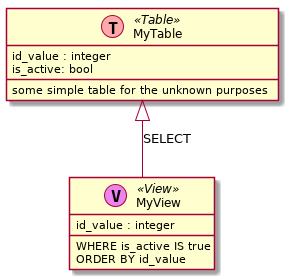 T
«Table»
MyTable
id_value : integer
is_active: bool
some simple table for the unknown purposes
SELECT
V
«View»
MyView
id_value : integer
WHERE is_active IS true
ORDER BY id_value